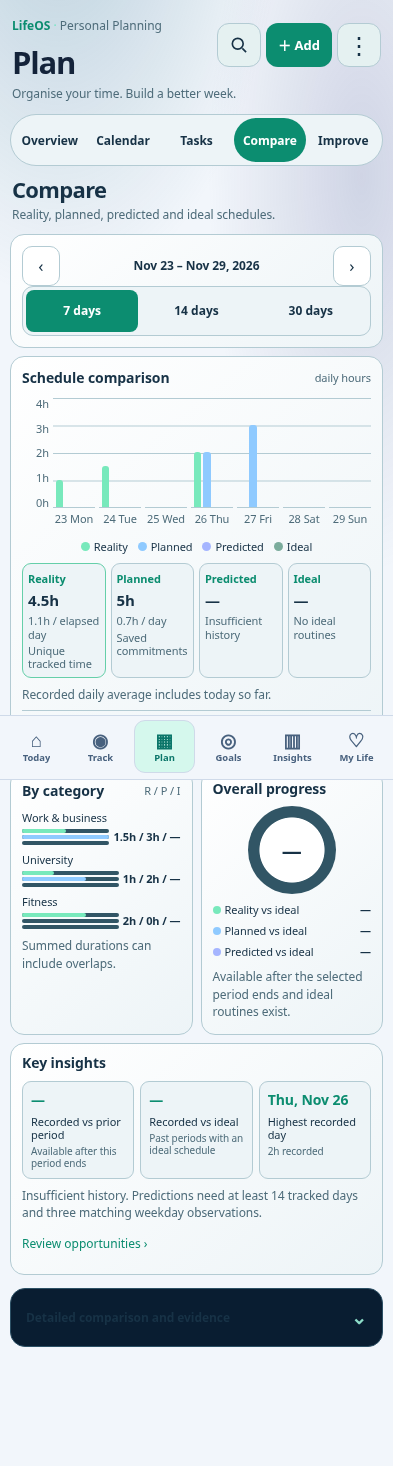 LifeOS Personal Planning
Plan
+ Add
Organise your time. Build a better week.
Overview Calendar Tasks Compare Improve
Compare
Reality, planned, predicted and ideal schedules.
‹ Nov 23 – Nov 29, 2026 ›
7 days 14 days 30 days
Schedule comparison daily hours
4h
3h
2h
1h
0h
23 Mon 24 Tue 25 Wed 26 Thu 27 Fri 28 Sat 29 Sun
Reality Planned Predicted Ideal
Reality
4.5h
1.1h / elapsed
day
Unique
tracked time
Planned
5h
0.7h / day
Saved
commitments
Predicted
—
Insufficient
history
Ideal
—
No ideal
routines
Recorded daily average includes today so far.
Today Track Plan Goals Insights My Life
By category R / P / I
Work & business
1.5h / 3h / —
University
1h / 2h / —
Fitness
2h / 0h / —
Summed durations can
include overlaps.
Overall progress
—
Reality vs ideal —
Planned vs ideal —
Predicted vs ideal —
Available after the selected
period ends and ideal
routines exist.
Key insights
—
Recorded vs prior
period
Available after this
period ends
—
Recorded vs ideal
Past periods with an
ideal schedule
Thu, Nov 26
Highest recorded
day
2h recorded
Insufficient history. Predictions need at least 14 tracked days
and three matching weekday observations.
Review opportunities ›
Detailed comparison and evidence